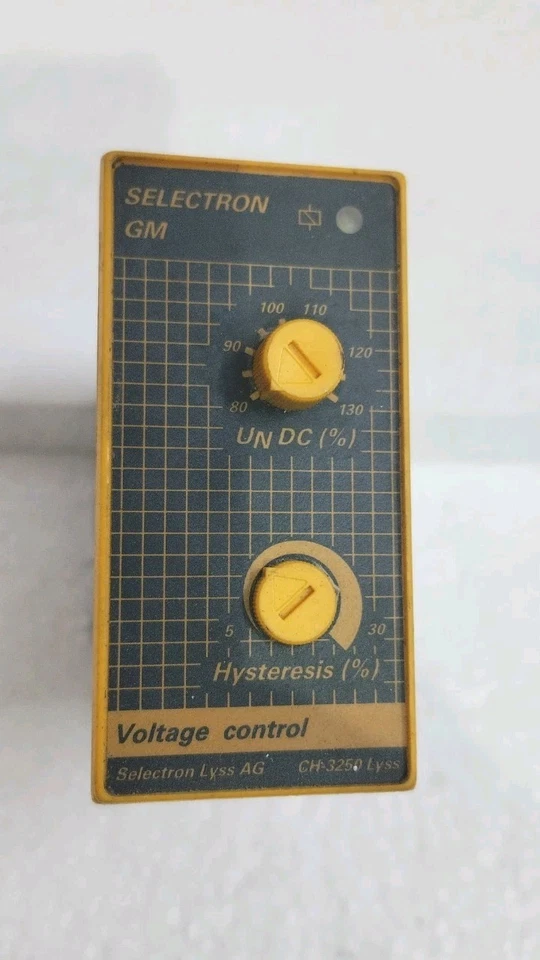 SELECTRON
GM
100 110
90 120
80 130
UN DC (%)
5 30
Hysteresis (%)
Voltage control
Selectron Lyss AG CH-3250 Lyss